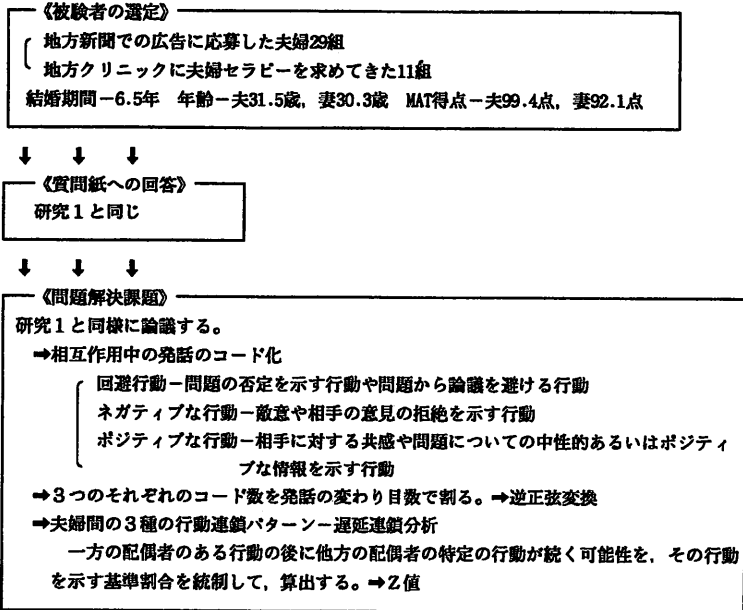 《被験者の選定》
地方新聞での広告に応募した夫婦29組
地方クリニックに夫婦セラピーを求めてきた11組
結婚期間－6.5年　年齢－夫31.5歳，妻30.3歳　MAT得点－夫99.4点，妻92.1点
↓　↓　↓
《質問紙への回答》
研究１と同じ
↓　↓　↓
《問題解決課題》
研究１と同様に論議する。
➡相互作用中の発話のコード化
回避行動－問題の否定を示す行動や問題から論議を避ける行動
ネガティブな行動－敵意や相手の意見の拒絶を示す行動
ポジティブな行動－相手に対する共感や問題についての中性的あるいはポジティ
ブな情報を示す行動
➡３つのそれぞれのコード数を発話の変わり目数で割る。➡逆正弦変換
➡夫婦間の３種の行動連鎖パターン－遅延連鎖分析
一方の配偶者のある行動の後に他方の配偶者の特定の行動が続く可能性を，その行動
を示す基準割合を統制して，算出する。➡Ｚ値